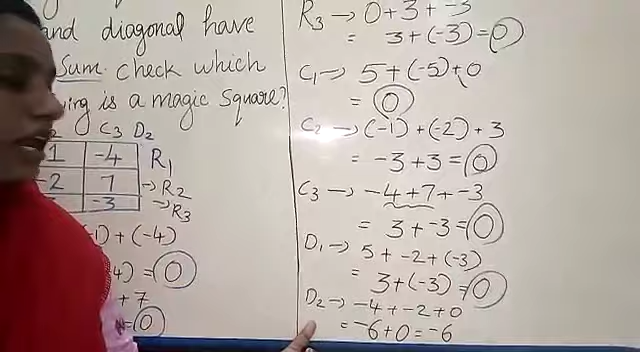 and diagonal have
Sum. check which
is a magic square?
C3 D2
1 -4 R1
2 7 -> R2
-3 -> R3
1) + (-4)
4) = 0
+ 7
= 0
R3 -> 0+3+-3
= 3+(-3)=0
C1 -> 5+(-5)+0
= 0
C2 -> (-1)+(-2)+3
= -3+3=0
C3 -> -4+7+-3
= 3+-3=0
D1 -> 5+-2+(-3)
= 3+(-3)=0
D2 -> -4+-2+0
= -6+0=-6